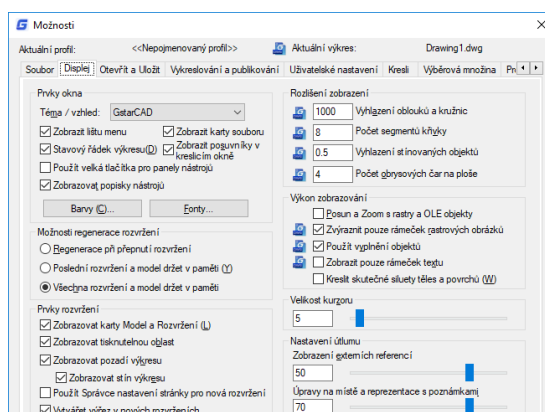 Možnosti
Aktuální profil: <<Nepojmenovaný profil>> Aktuální výkres: Drawing1.dwg
Soubor Displej Otevřít a Uložit Vykreslování a publikování Uživatelské nastavení Kresli Výběrová množina
Prvky okna
Téma / vzhled: GstarCAD
Zobrazit lištu menu
Zobrazit karty souboru
Stavový řádek výkresu(D)
Zobrazit posuvníky v
kreslicím okně
Použít velká tlačítka pro panely nástrojů
Zobrazovat popisky nástrojů
Barvy (C)...
Fonty...
Možnosti regenerace rozvržení
Regenerace při přepnutí rozvržení
Poslední rozvržení a model držet v paměti (Y)
Všechna rozvržení a model držet v paměti
Prvky rozvržení
Zobrazovat karty Model a Rozvržení (L)
Zobrazovat tisknutelnou oblast
Zobrazovat pozadí výkresu
Zobrazovat stín výkresu
Použít Správce nastavení stránky pro nová rozvržení
Vytvářet výřez v nových rozvrženích
Rozlišení zobrazení
1000 Vyhlazení oblouků a kružnic
8 Počet segmentů křivky
0.5 Vyhlazení stínovaných objektů
4 Počet obrysových čar na ploše
Výkon zobrazování
Posun a Zoom s rastry a OLE objekty
Zvýraznit pouze rámeček rastrových obrázků
Použít vyplnění objektů
Zobrazit pouze rámeček textu
Kreslit skutečné siluety těles a povrchů (W)
Velikost kurzoru
5
Nastavení útlumu
Zobrazení externích referencí
50
Úpravy na místě a reprezentace s poznámkami
70